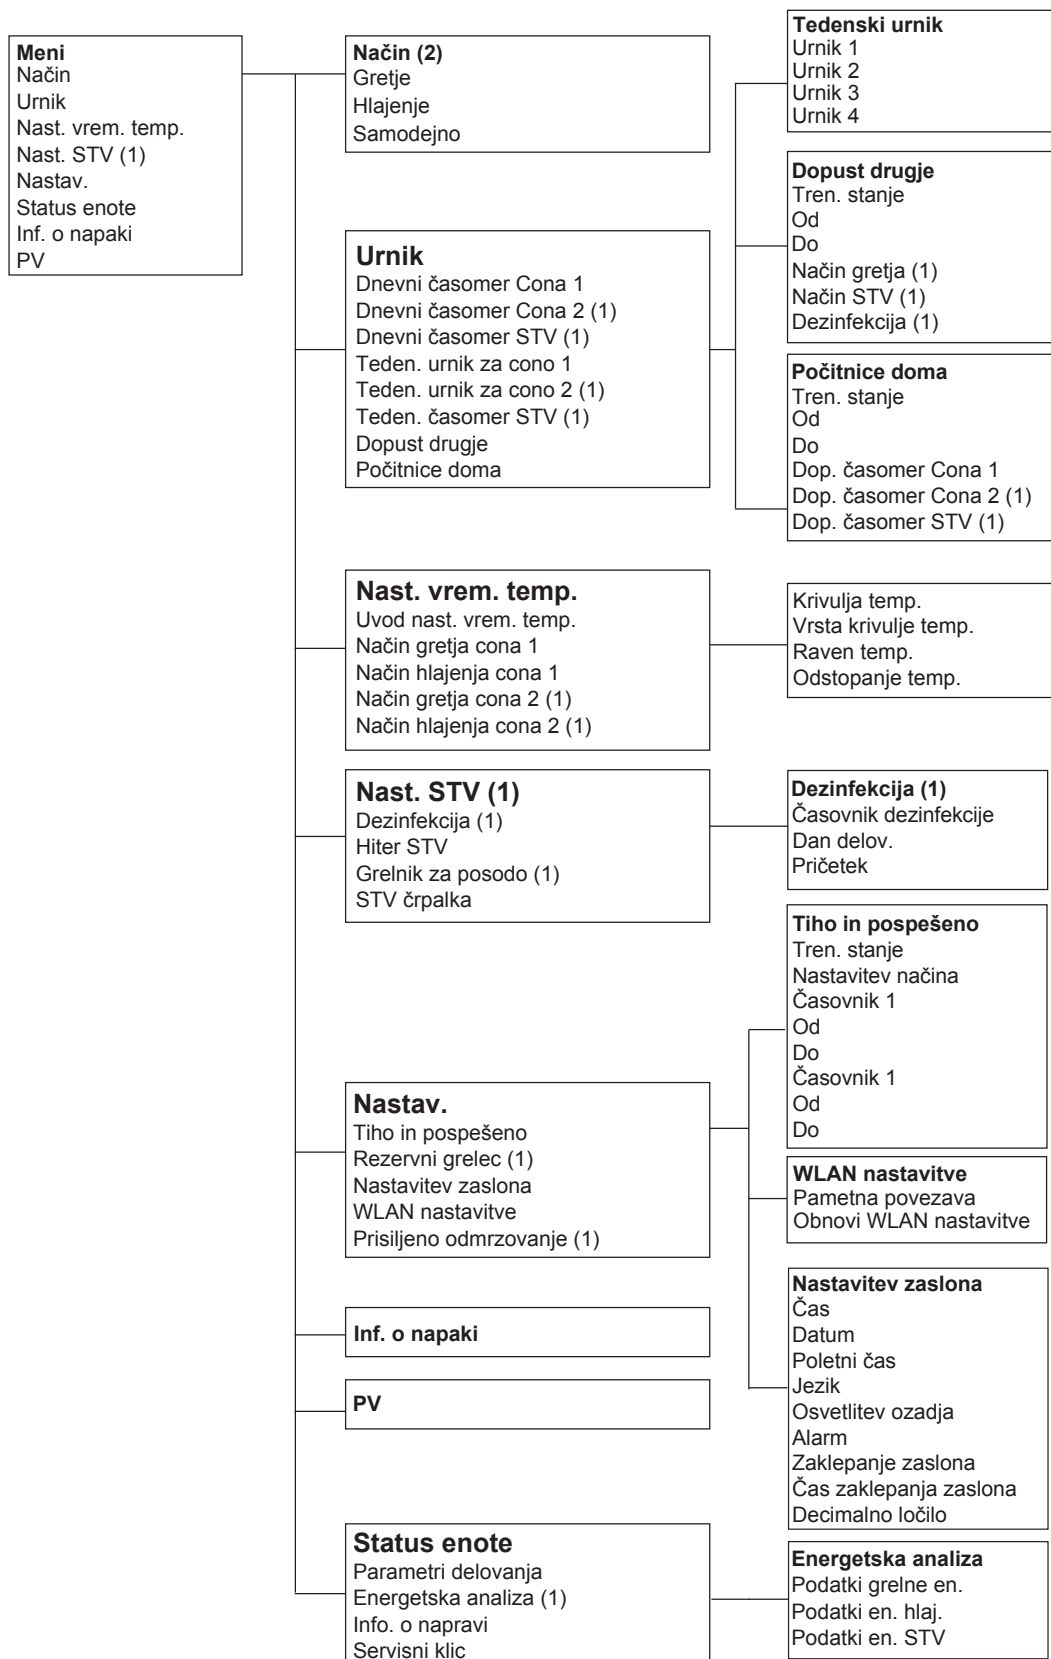 Meni
Način
Urnik
Nast. vrem. temp.
Nast. STV (1)
Nastav.
Status enote
Inf. o napaki
PV
Način (2)
Gretje
Hlajenje
Samodejno
Urnik
Dnevni časomer Cona 1
Dnevni časomer Cona 2 (1)
Dnevni časomer STV (1)
Teden. urnik za cono 1
Teden. urnik za cono 2 (1)
Teden. časomer STV (1)
Dopust drugje
Počitnice doma
Tedenski urnik
Urnik 1
Urnik 2
Urnik 3
Urnik 4
Dopust drugje
Tren. stanje
Od
Do
Način gretja (1)
Način STV (1)
Dezinfekcija (1)
Počitnice doma
Tren. stanje
Od
Do
Dop. časomer Cona 1
Dop. časomer Cona 2 (1)
Dop. časomer STV (1)
Nast. vrem. temp.
Uvod nast. vrem. temp.
Način gretja cona 1
Način hlajenja cona 1
Način gretja cona 2 (1)
Način hlajenja cona 2 (1)
Krivulja temp.
Vrsta krivulje temp.
Raven temp.
Odstopanje temp.
Nast. STV (1)
Dezinfekcija (1)
Hiter STV
Grelnik za posodo (1)
STV črpalka
Dezinfekcija (1)
Časovnik dezinfekcije
Dan delov.
Pričetek
Nastav.
Tiho in pospešeno
Rezervni grelec (1)
Nastavitev zaslona
WLAN nastavitve
Prisiljeno odmrzovanje (1)
Tiho in pospešeno
Tren. stanje
Nastavitev načina
Časovnik 1
Od
Do
Časovnik 1
Od
Do
WLAN nastavitve
Pametna povezava
Obnovi WLAN nastavitve
Nastavitev zaslona
Čas
Datum
Poletni čas
Jezik
Osvetlitev ozadja
Alarm
Zaklepanje zaslona
Čas zaklepanja zaslona
Decimalno ločilo
Inf. o napaki
PV
Status enote
Parametri delovanja
Energetska analiza (1)
Info. o napravi
Servisni klic
Energetska analiza
Podatki grelne en.
Podatki en. hlaj.
Podatki en. STV